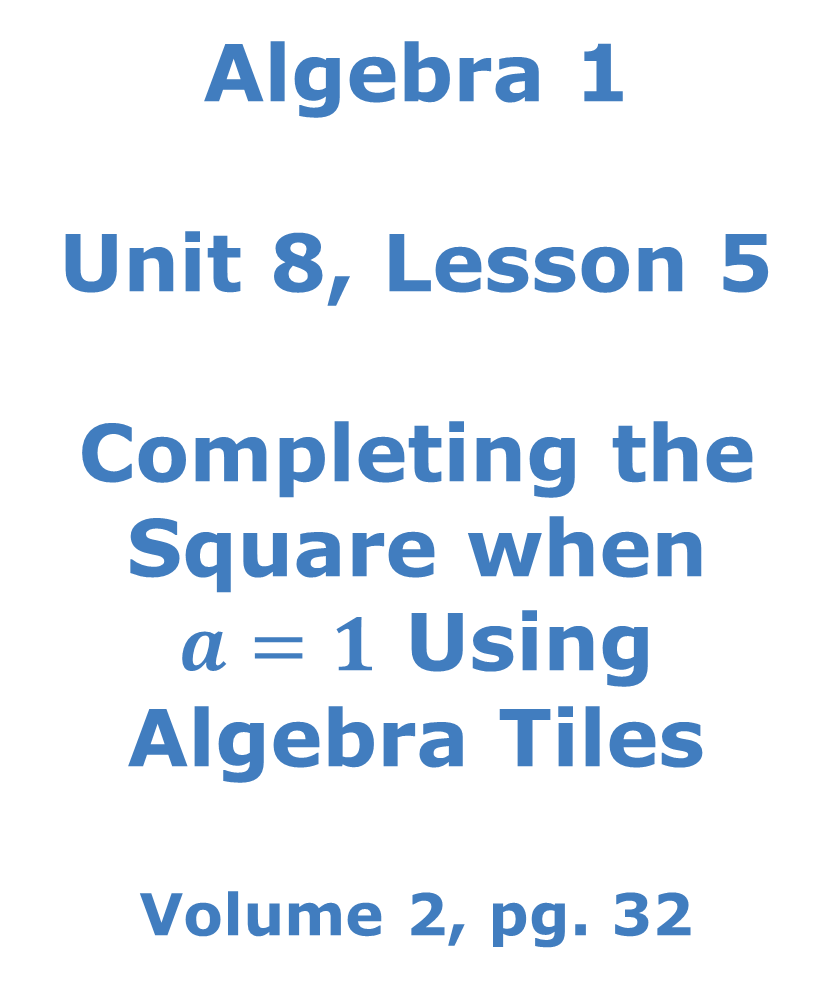 Algebra 1
Unit 8, Lesson 5
Completing the
Square when
a = 1 Using
Algebra Tiles
Volume 2, pg. 32